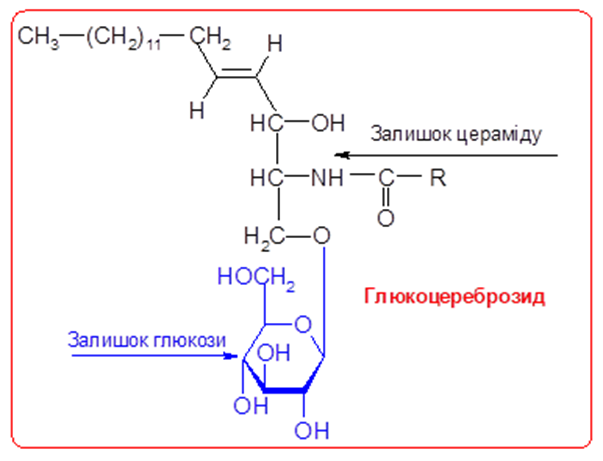 CH3—(CH2)11—CH2
H
H
HC—OH
Залишок цераміду
HC—NH—C—R
O
H2C—O
HOCH2
Глюкоцереброзид
Залишок глюкози
O
OH
OH
OH
OH